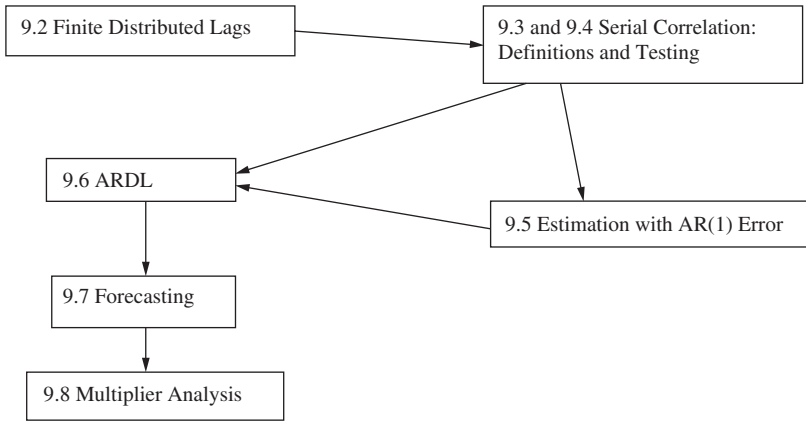 9.2 Finite Distributed Lags
9.3 and 9.4 Serial Correlation:
Definitions and Testing
9.6 ARDL
9.5 Estimation with AR(1) Error
9.7 Forecasting
9.8 Multiplier Analysis